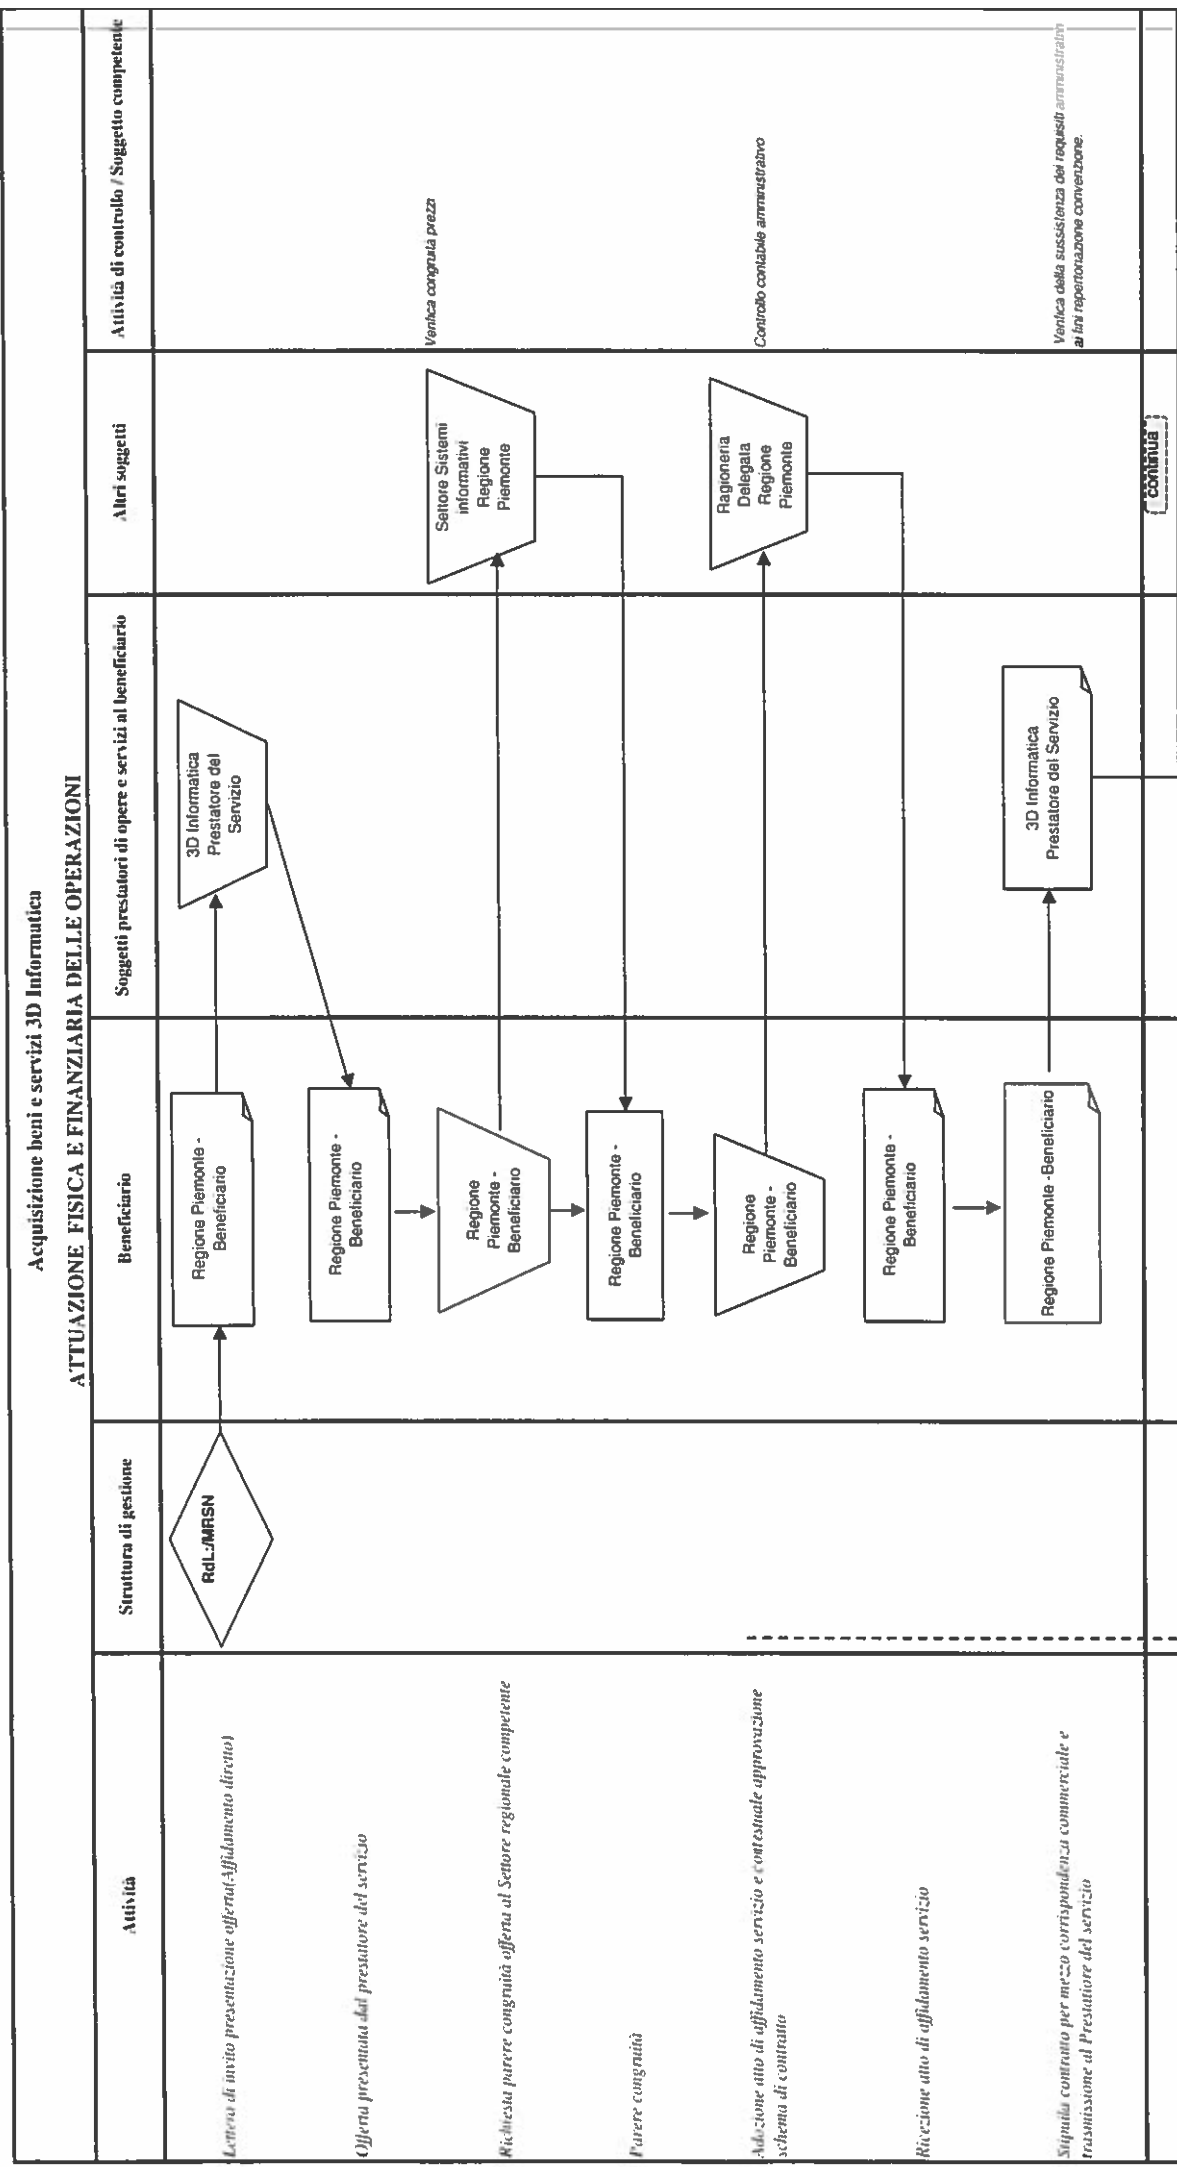 Acquisizione beni e servizi 3D Informatica
ATTUAZIONE FISICA E FINANZIARIA DELLE OPERAZIONI
Attività
Struttura di gestione
Beneficiario
Soggetti prestatori di opere e servizi al beneficiario
Altri soggetti
Attività di controllo / Soggetto competente
Lettera di invito presentazione offerta(Affidamento diretto)
RdL:/MRSN
Regione Piemonte -
Beneficiario
3D Informatica
Prestatore del
Servizio
Offerta presentata dal prestatore del servizio
Regione Piemonte -
Beneficiario
Richiesta parere congruità offerta al Settore regionale competente
Regione
Piemonte -
Beneficiario
Settore Sistemi
informativi
Regione
Piemonte
Verifica congruità prezzi
Parere congruità
Regione Piemonte -
Beneficiario
Adozione atto di affidamento servizio e contestuale approvazione
schema di contratto
Regione
Piemonte -
Beneficiario
Ragioneria
Delegata
Regione
Piemonte
Controllo contabile amministrativo
Ricezione atto di affidamento servizio
Regione Piemonte -
Beneficiario
Stipula contratto per mezzo corrispondenza commerciale e
trasmissione al Prestatiore del servizio
Regione Piemonte -Beneficiario
3D Informatica
Prestatore del Servizio
Verifica della sussistenza dei requisiti amministrativi
ai fini repertoriazione convenzione.
continua